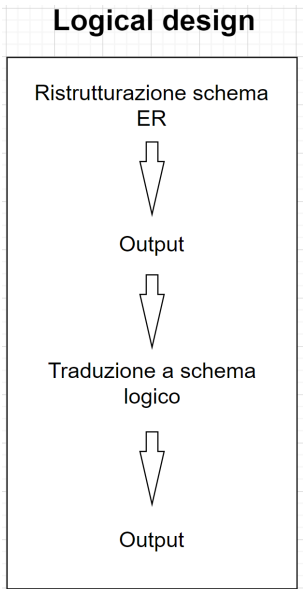 Logical design
Ristrutturazione schema
ER
Output
Traduzione a schema
logico
Output